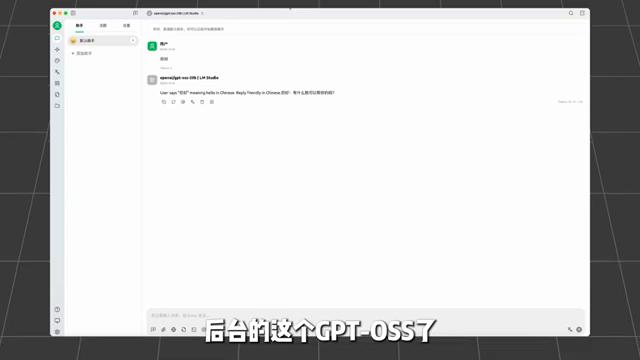 openai/gpt-oss-20b | LM Studio
助手
话题
设置
默认助手
添加助手
用户
你好
openai/gpt-oss-20b | LM Studio
User says "你好" meaning hello in Chinese. Reply friendly in Chinese.你好！有什么我可以帮你的吗?
后台的这个GPT-OSS了